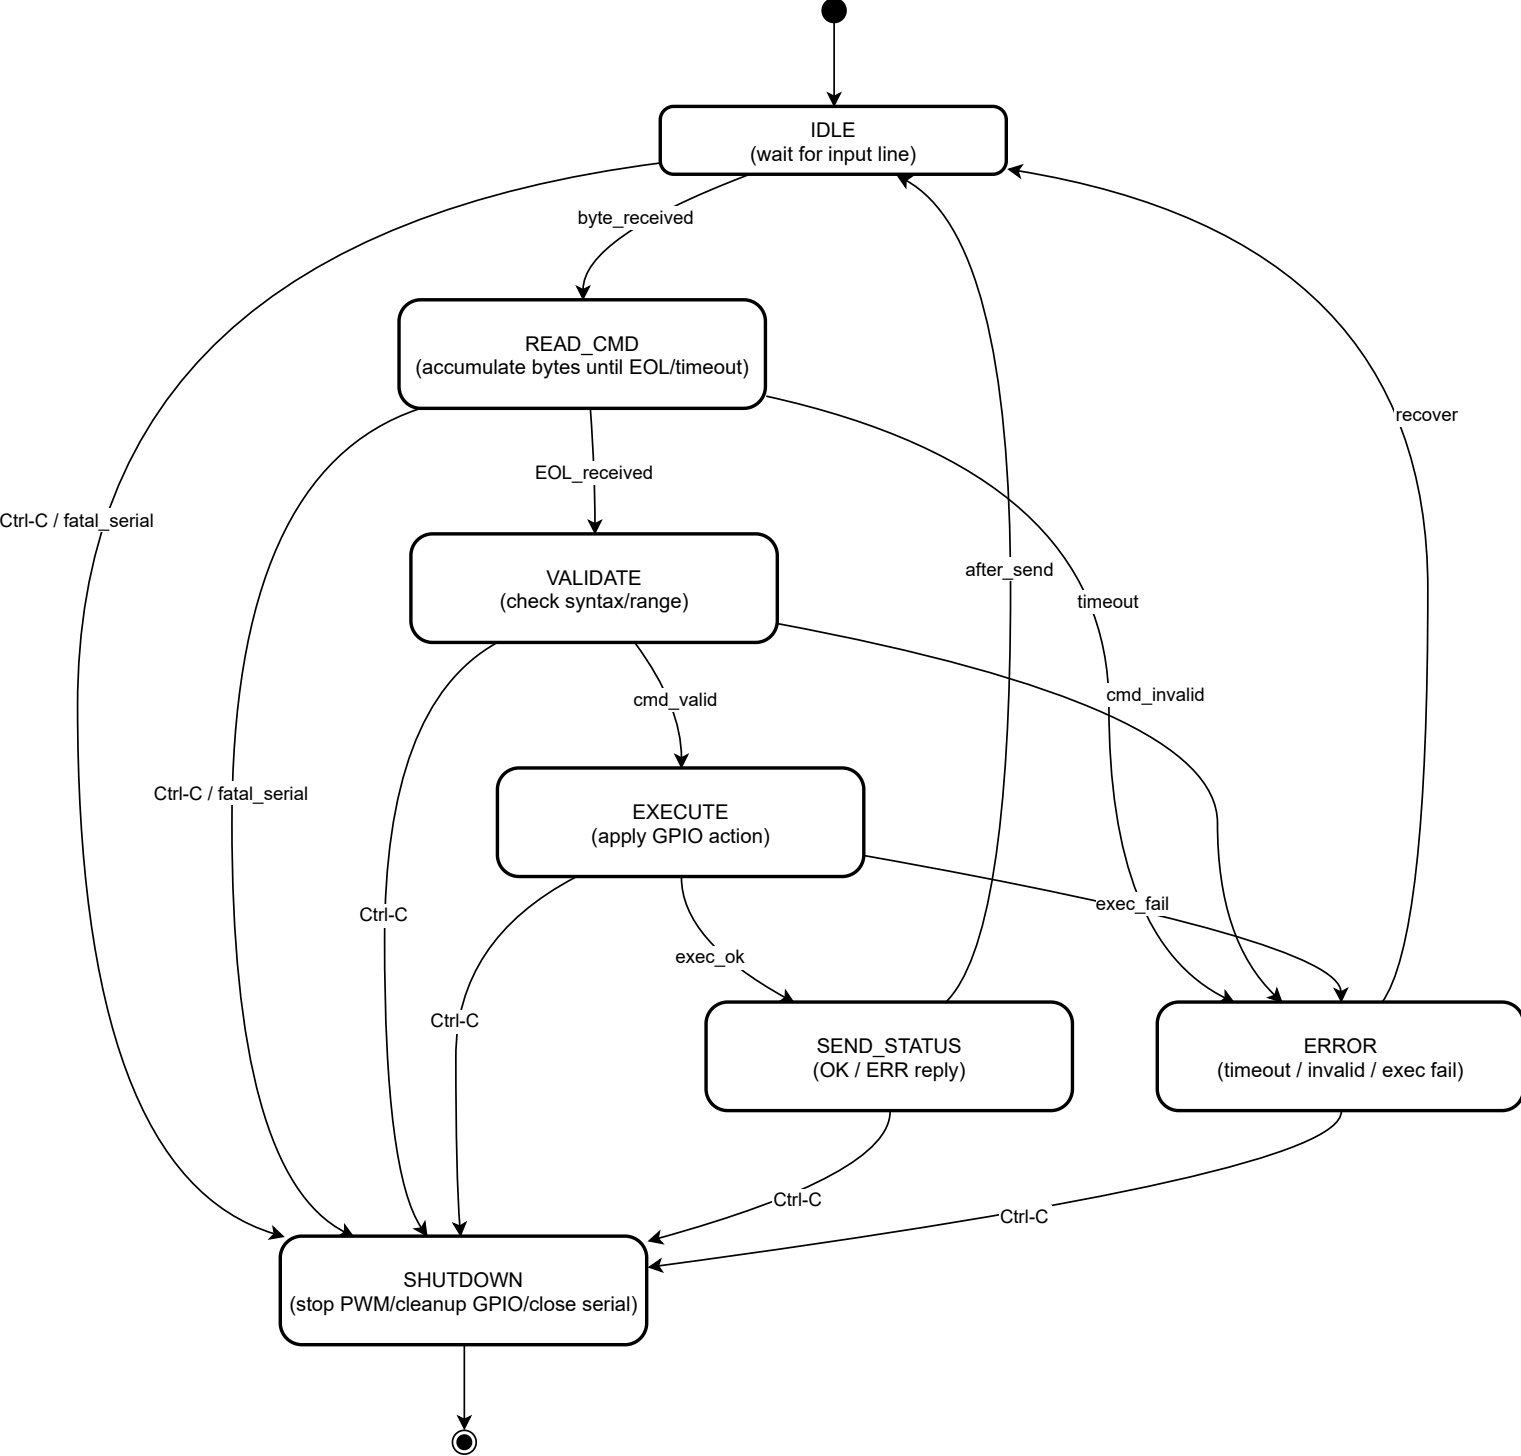 IDLE
(wait for input line)
byte_received
READ_CMD
(accumulate bytes until EOL/timeout)
recover
EOL_received
Ctrl-C / fatal_serial
after_send
VALIDATE
(check syntax/range)
timeout
cmd_invalid
cmd_valid
Ctrl-C / fatal_serial
EXECUTE
(apply GPIO action)
exec_fail
Ctrl-C
exec_ok
Ctrl-C
SEND_STATUS
(OK / ERR reply)
ERROR
(timeout / invalid / exec fail)
Ctrl-C
Ctrl-C
SHUTDOWN
(stop PWM/cleanup GPIO/close serial)